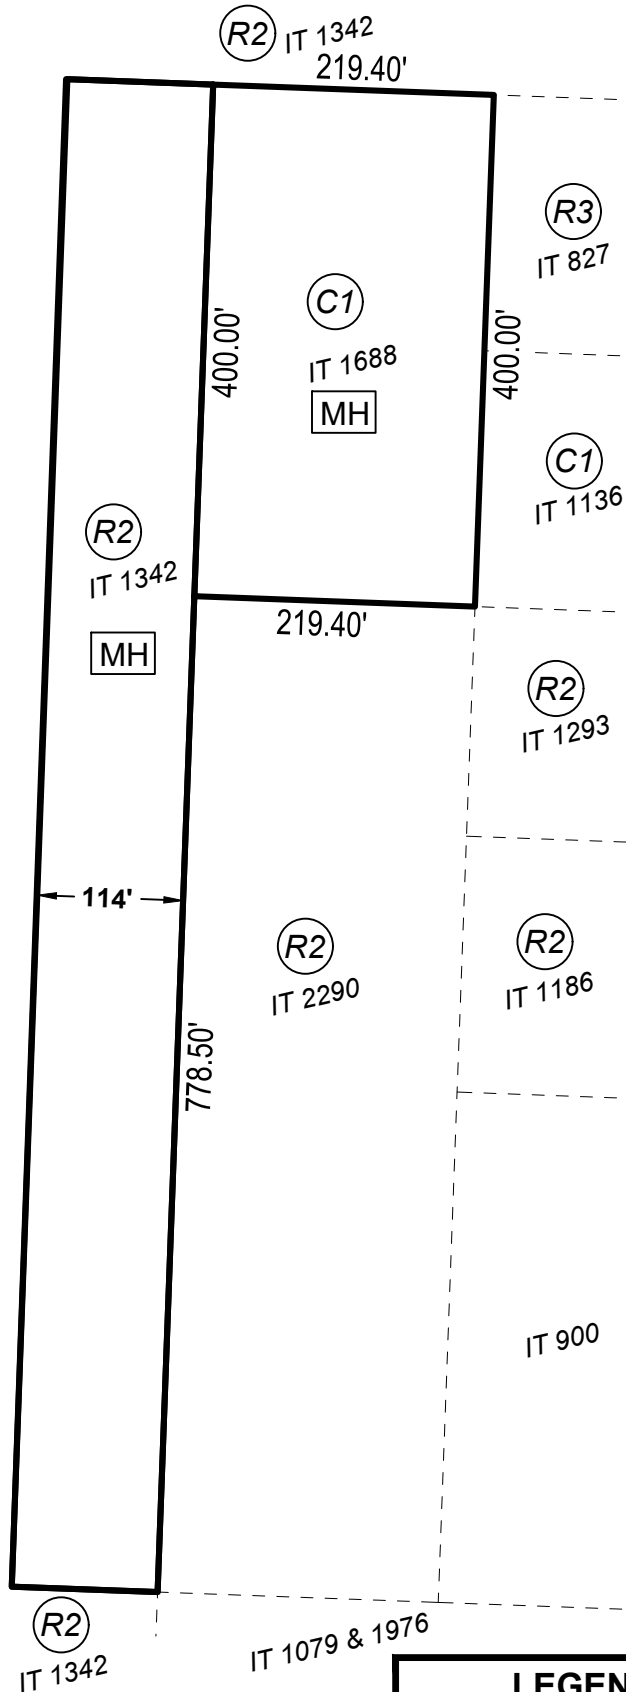 R2 IT 1342
219.40'
R3
IT 827
C1
IT 1688
MH
400.00'
400.00'
C1
IT 1136
R2
IT 1342
MH
219.40'
R2
IT 1293
114'
R2
IT 2290
R2
IT 1186
778.50'
IT 900
R2
IT 1342
IT 1079 & 1976
LEGEN